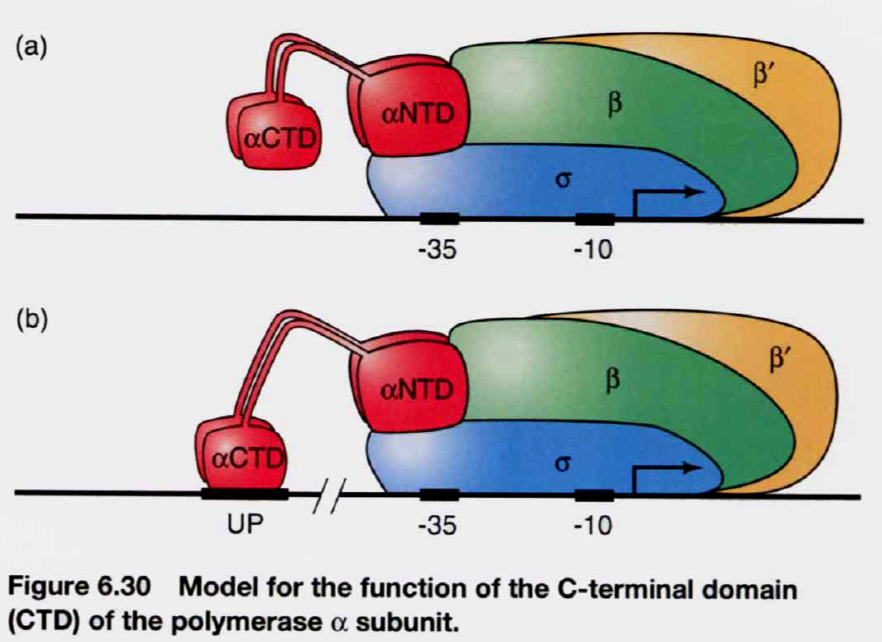 (a)
αCTD
αNTD
β
β′
σ
-35
-10
(b)
αCTD
αNTD
β
β′
σ
UP
-35
-10
Figure 6.30 Model for the function of the C-terminal domain
(CTD) of the polymerase α subunit.